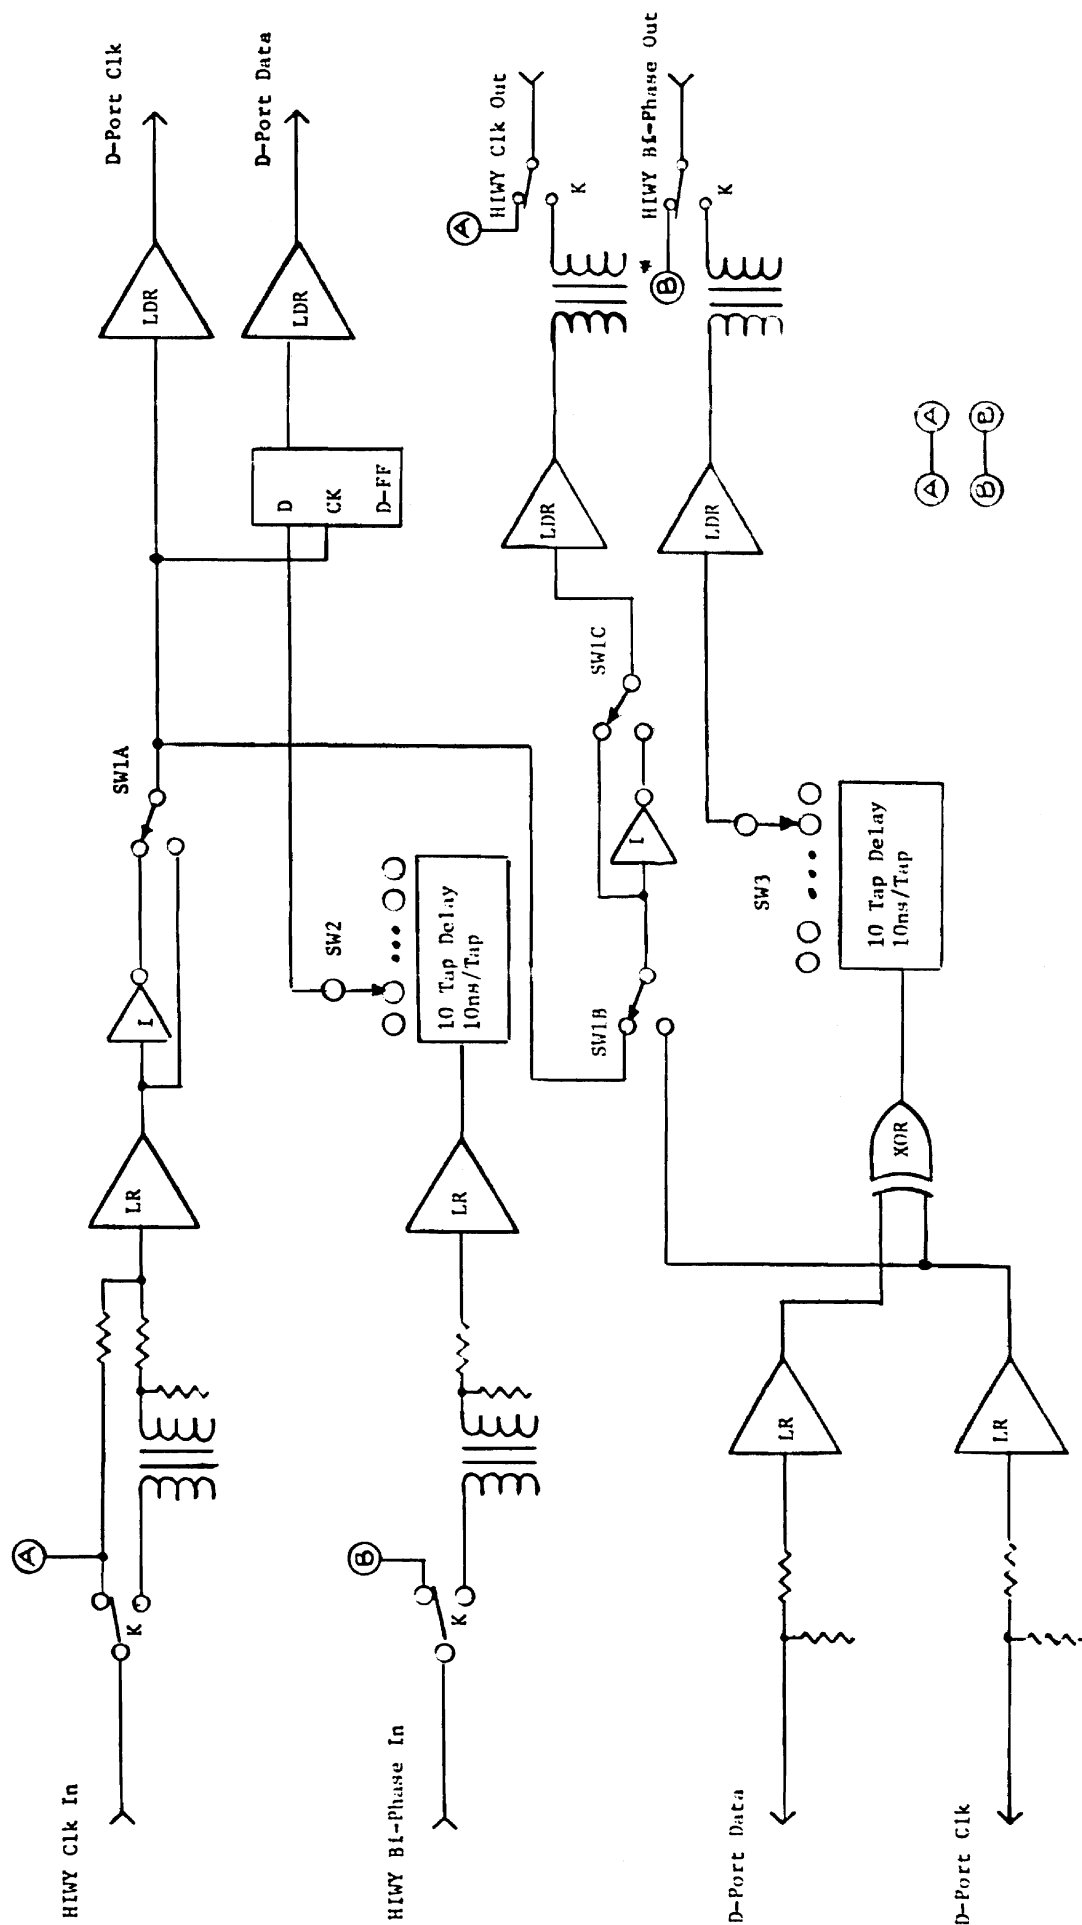 HIWY Clk In
A
K
LR
I
SW1A
LDR
D-Port Clk
HIWY Bi-Phase In
B
K
LR
10 Tap Delay
10ns/Tap
SW2
D
CK
D-FF
LDR
D-Port Data
SW1B
I
SW1C
LDR
A
K
HIWY Clk Out
D-Port Data
LR
D-Port Clk
LR
XOR
10 Tap Delay
10ns/Tap
SW3
LDR
*
B
K
HIWY Bi-Phase Out
A A
B B